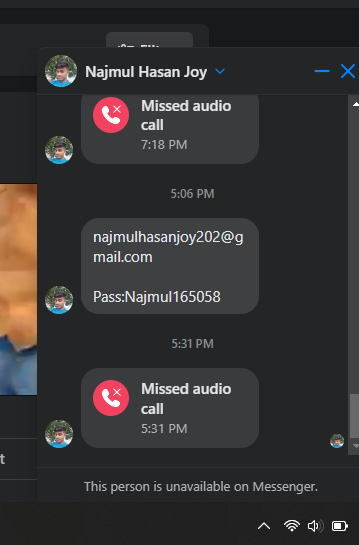 Najmul Hasan Joy
Missed audio
call
7:18 PM
5:06 PM
najmulhasanjoy202@g
mail.com
Pass:Najmul165058
5:31 PM
Missed audio
call
5:31 PM
t
This person is unavailable on Messenger.